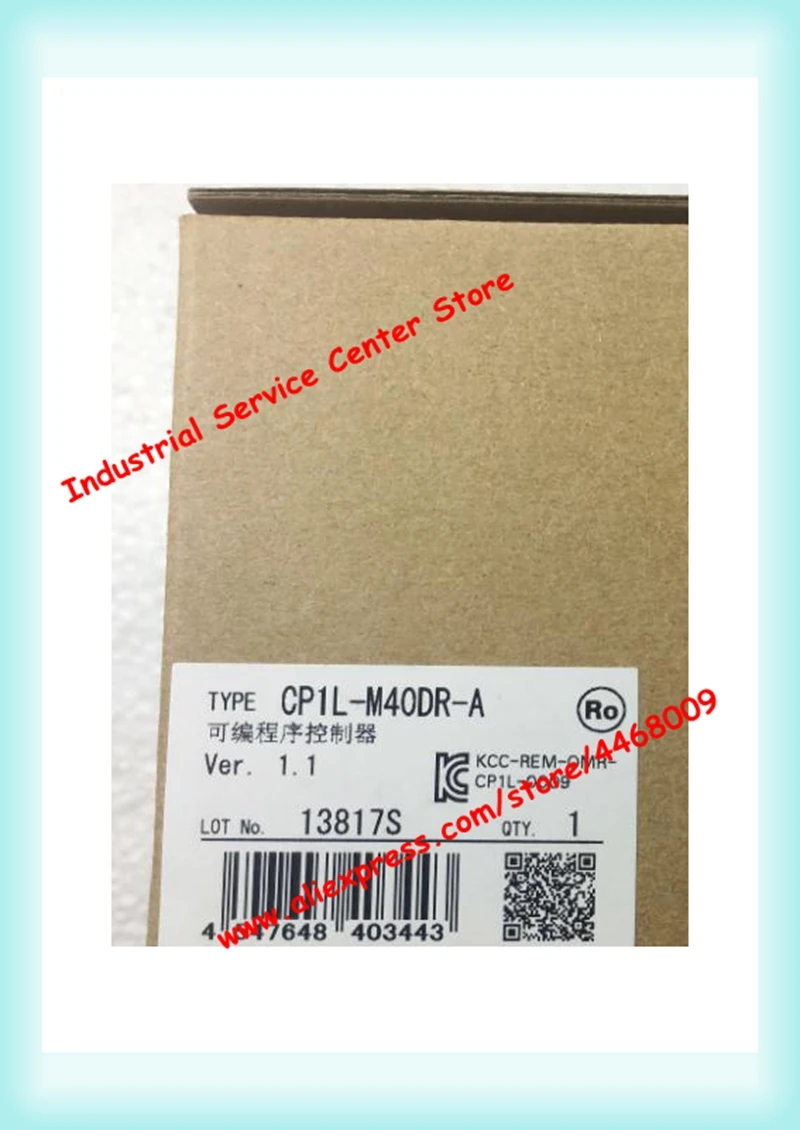 Industrial Service Center Store
TYPE CP1L-M40DR-A
Ro
可编程序控制器
Ver. 1.1
KCC-REM-OMR-
CP1L-0009
LOT No. 13817S
QTY. 1
www.aliexpress.com/store/4468009
4 547648 403443